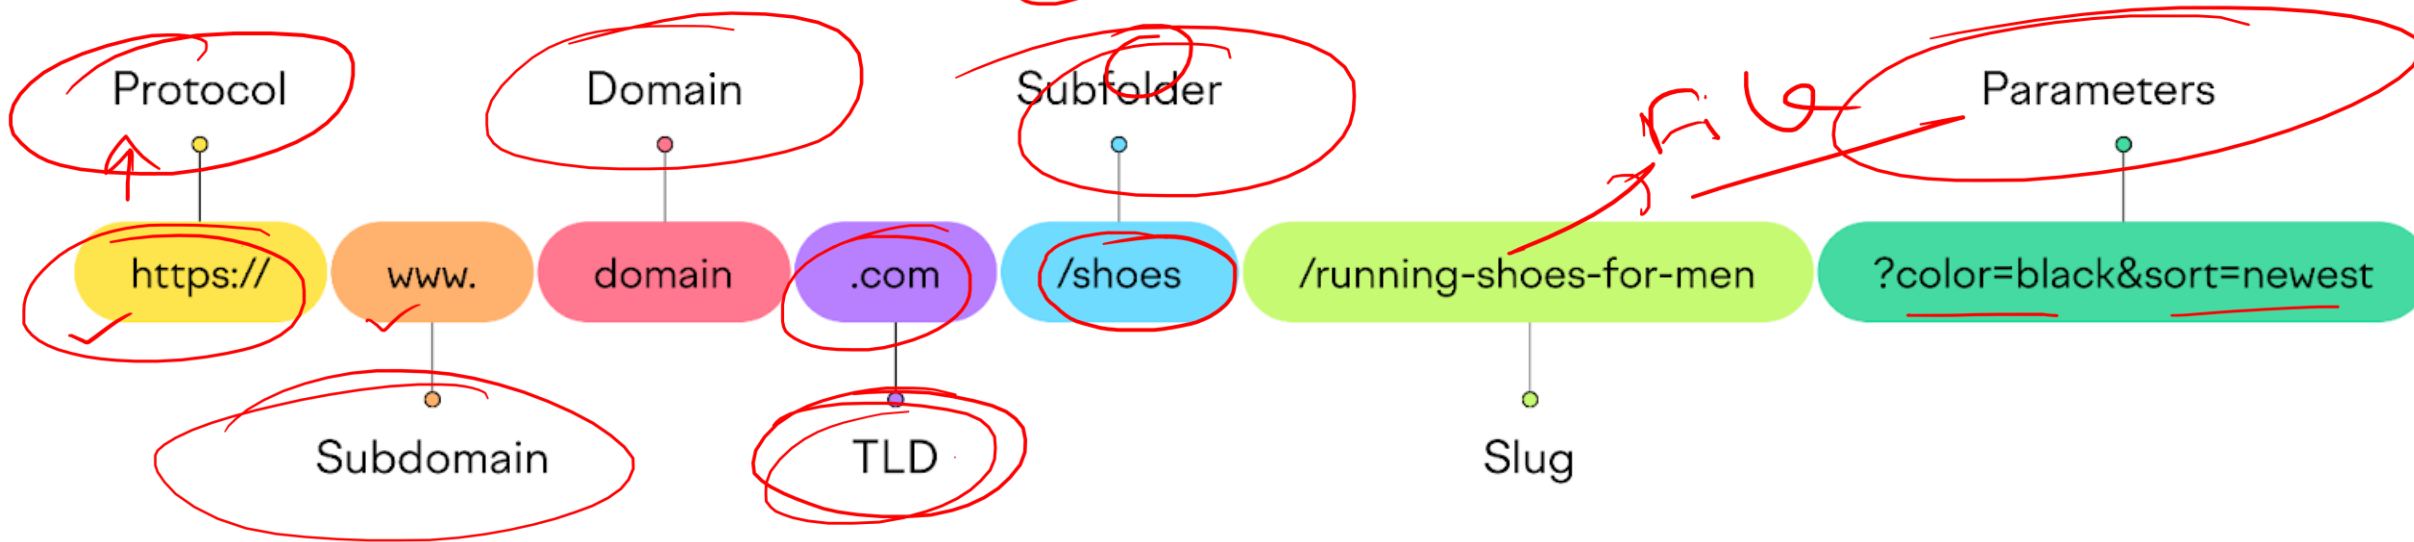 Protocol Domain Subfolder Parameters
File
https:// www. domain .com /shoes /running-shoes-for-men ?color=black&sort=newest
Subdomain TLD Slug